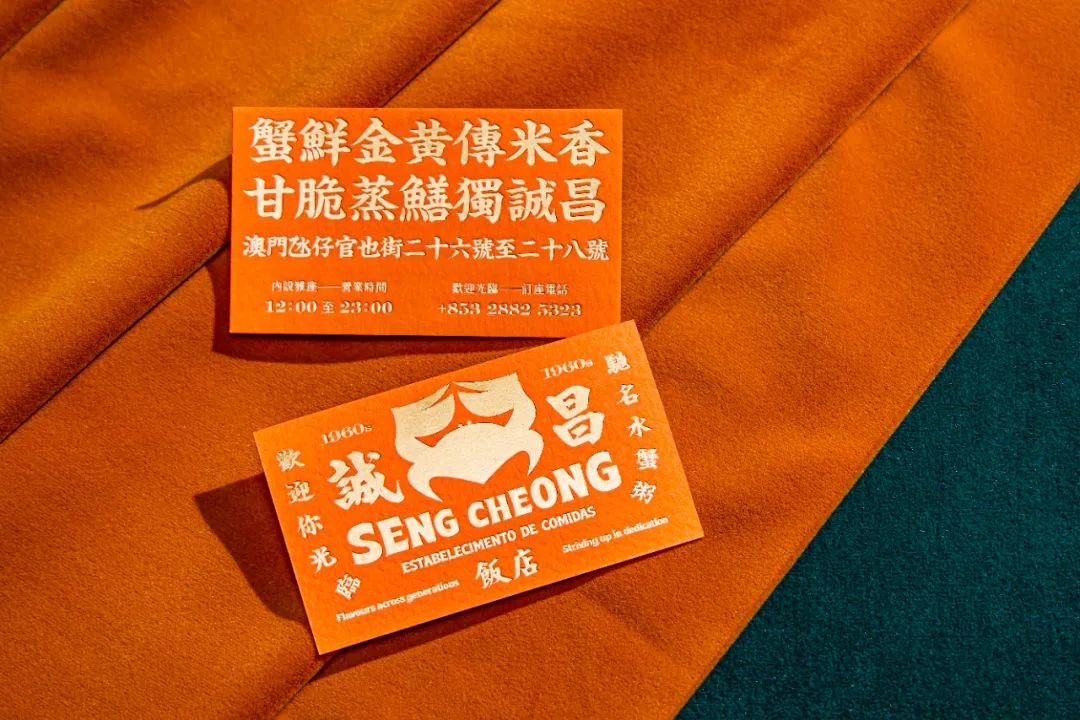 蟹鮮金黄傳米香
甘脆蒸鱔獨誠昌
澳門氹仔官也街二十六號至二十八號
內設雅座——營業時間
12:00 至 23:00
歡迎光臨——訂座電話
+853 2882 5323
1960s
1960s
歡迎你光臨
誠昌
馳名水蟹粥
SENG CHEONG
ESTABELECIMENTO DE COMIDAS
飯店
Flavours across generations
Striving up in dedication